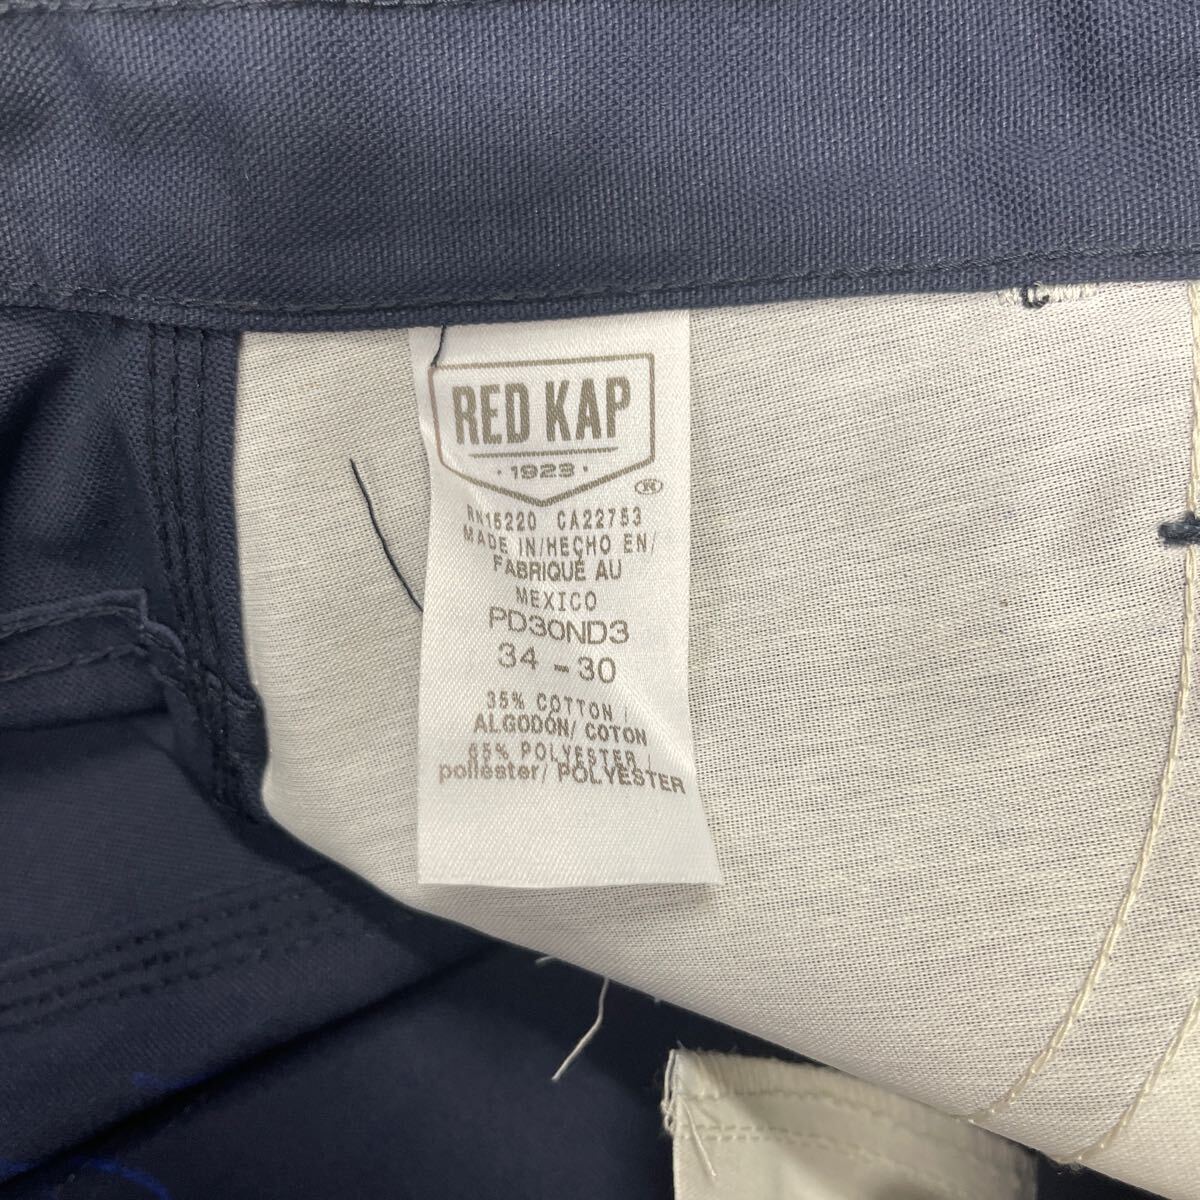 RED KAP
· 1923 ·
®
RN15220 CA22753
MADE IN/HECHO EN/
FABRIQUÉ AU
MEXICO
PD30ND3
34 - 30
35% COTTON /
ALGODÓN/ COTON
65% POLYESTER /
poliester/ POLYESTER